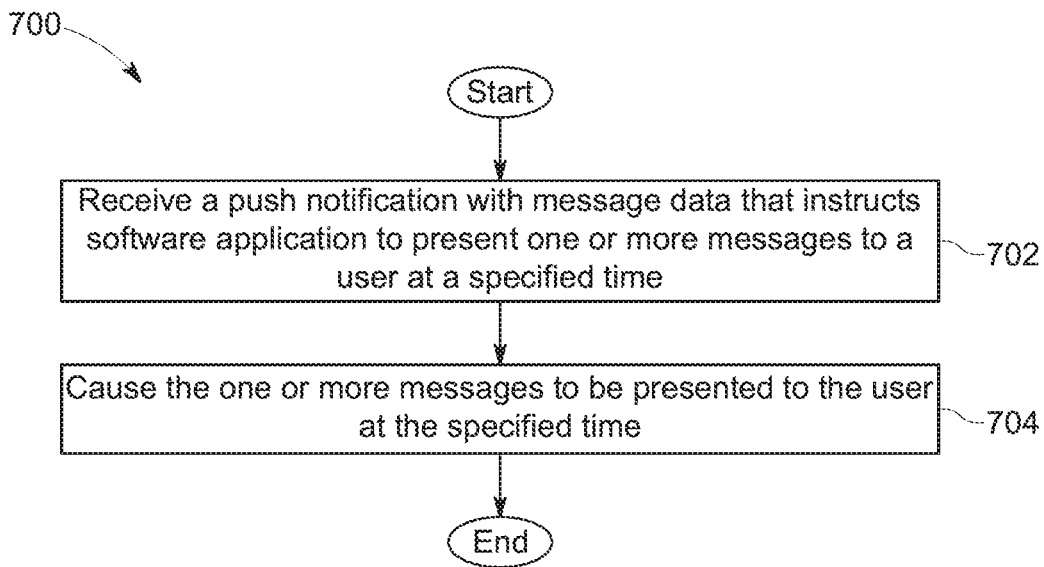 700
Start
Receive a push notification with message data that instructs
software application to present one or more messages to a
user at a specified time
702
Cause the one or more messages to be presented to the user
at the specified time
704
End